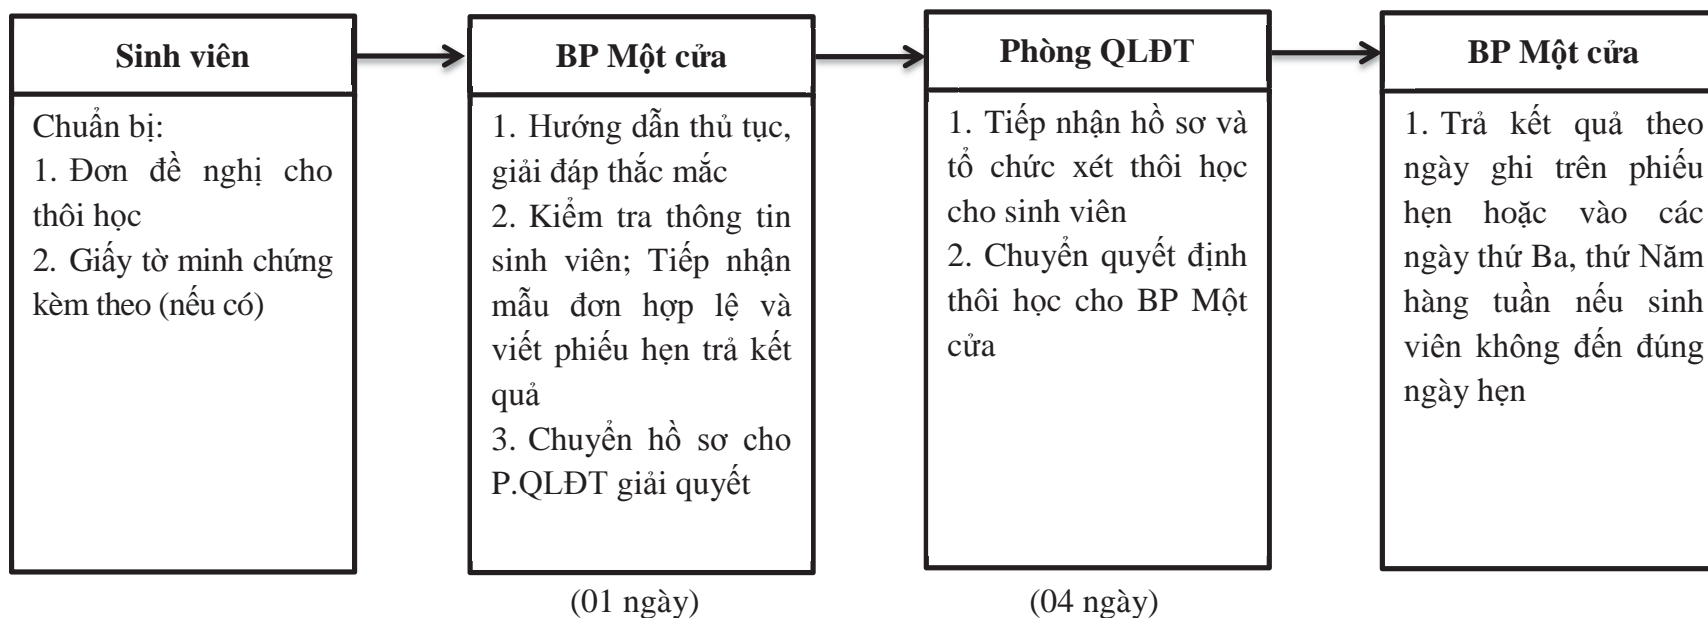 Sinh viên
Chuẩn bị:
1. Đơn đề nghị cho
thôi học
2. Giấy tờ minh chứng
kèm theo (nếu có)
BP Một cửa
1. Hướng dẫn thủ tục,
giải đáp thắc mắc
2. Kiểm tra thông tin
sinh viên; Tiếp nhận
mẫu đơn hợp lệ và
viết phiếu hẹn trả kết
quả
3. Chuyển hồ sơ cho
P.QLĐT giải quyết
(01 ngày)
Phòng QLĐT
1. Tiếp nhận hồ sơ và
tổ chức xét thôi học
cho sinh viên
2. Chuyển quyết định
thôi học cho BP Một
cửa
(04 ngày)
BP Một cửa
1. Trả kết quả theo
ngày ghi trên phiếu
hẹn hoặc vào các
ngày thứ Ba, thứ Năm
hàng tuần nếu sinh
viên không đến đúng
ngày hẹn